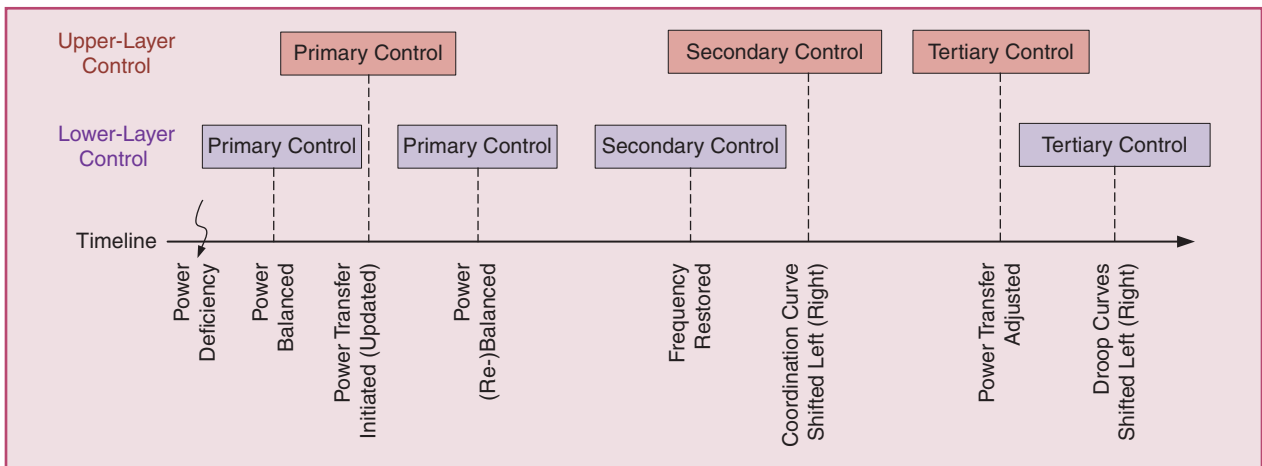 Upper-Layer
Control
Primary Control
Secondary Control
Tertiary Control
Lower-Layer
Control
Primary Control
Primary Control
Secondary Control
Tertiary Control
Timeline
Power
Deficiency
Power
Balanced
Power Transfer
Initiated (Updated)
Power
(Re-)Balanced
Frequency
Restored
Coordination Curve
Shifted Left (Right)
Power Transfer
Adjusted
Droop Curves
Shifted Left (Right)